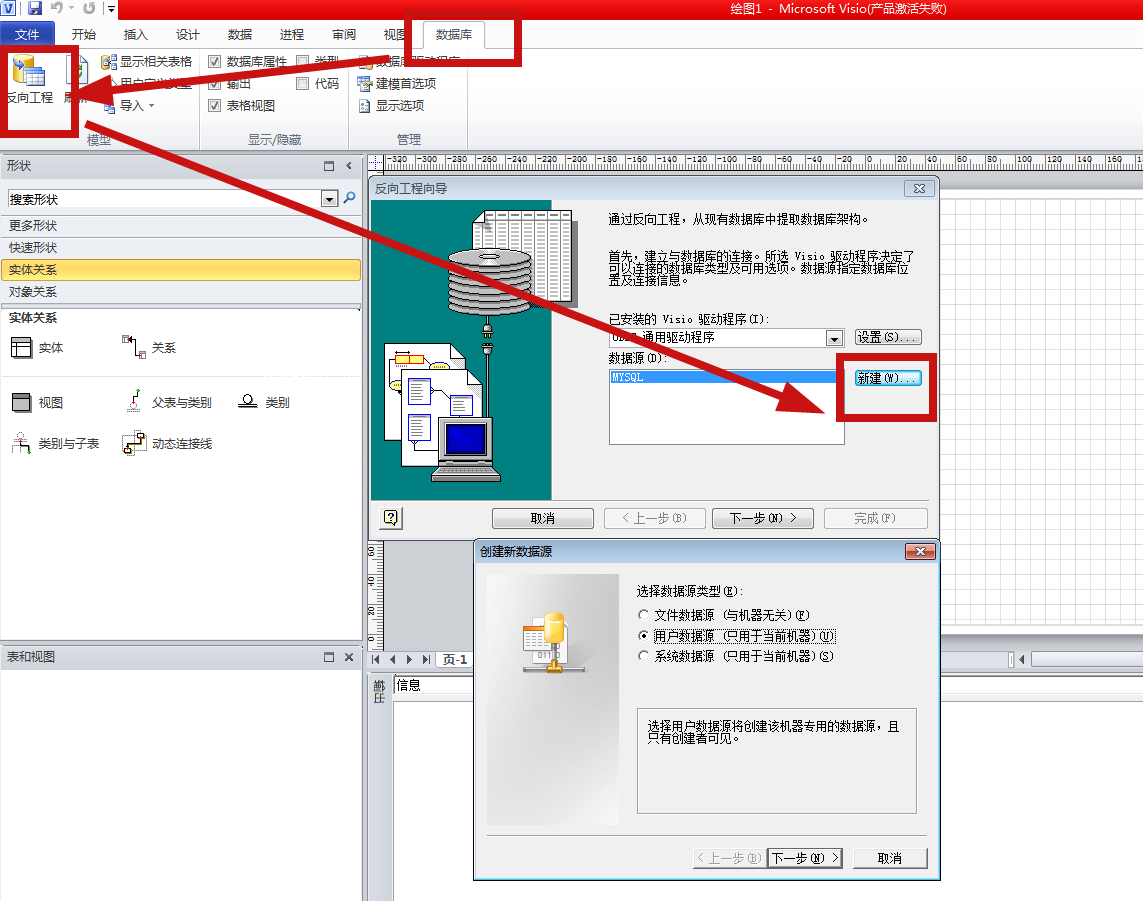 绘图1 - Microsoft Visio(产品激活失败)
文件 开始 插入 设计 数据 进程 审阅 视图 数据库
反向工程
显示相关表格
导入
模型
数据库属性
输出
代码
表格视图
显示/隐藏
建模首选项
显示选项
管理
形状
搜索形状
更多形状
快速形状
实体关系
对象关系
实体关系
实体 关系
视图 父表与类别 类别
类别与子表 动态连接线
表和视图
-320 -300 -280 -260 -240 -220 -200 -180 -160 -140 -120 -100 -80 -60 -40 -20 0 20 40 60 80 100 120 140 160
反向工程向导
通过反向工程，从现有数据库中提取数据库架构。
首先，建立与数据库的连接。所选 Visio 驱动程序决定了
可以连接的数据库类型及可用选项。数据源指定数据库位
置及连接信息。
已安装的 Visio 驱动程序(I):
通用驱动程序
设置(S)...
数据源(D):
MYSQL
新建(W)...
取消 < 上一步(B) 下一步(N) > 完成(F)
60
40
20
0
页-1
信息
创建新数据源
选择数据源类型(E):
文件数据源 (与机器无关)(F)
用户数据源 (只用于当前机器)(U)
系统数据源 (只用于当前机器)(S)
0110
选择用户数据源将创建该机器专用的数据源，且
只有创建者可见。
< 上一步(B) 下一步(N) > 取消